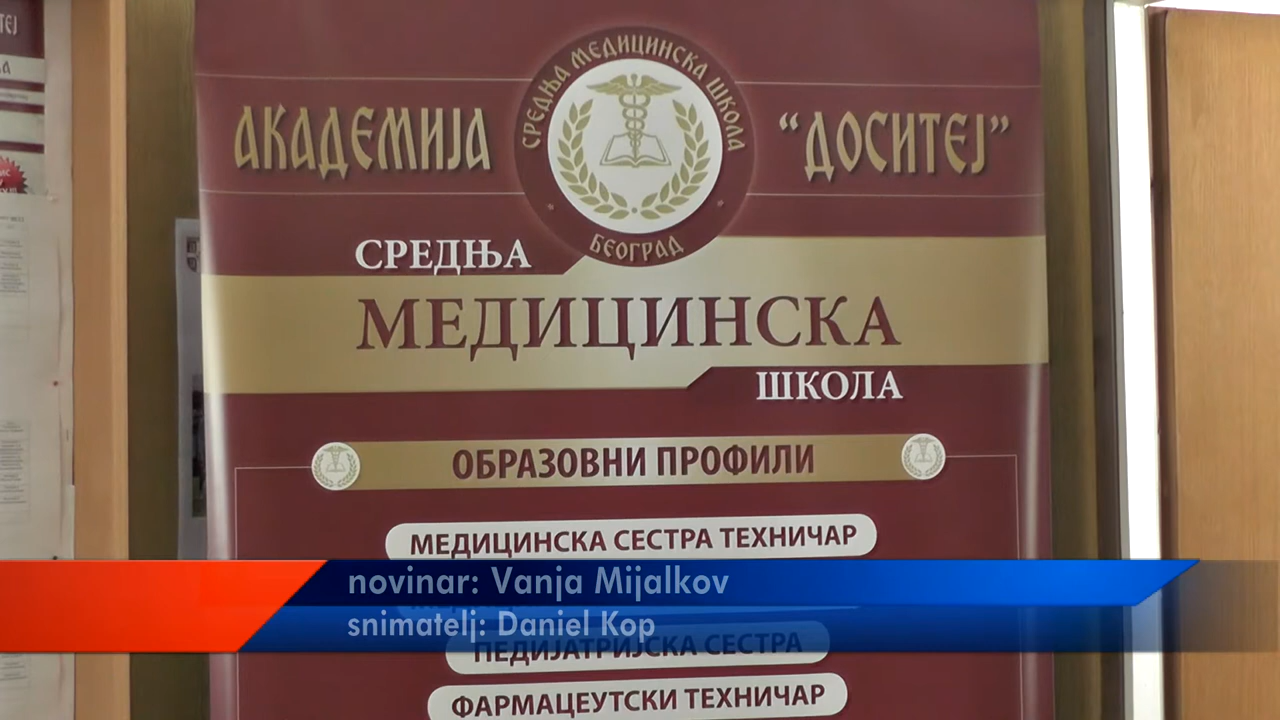 СРЕДЊА МЕДИЦИНСКА ШКОЛА
АКАДЕМИЈА
"ДОСИТЕЈ"
БЕОГРАД
СРЕДЊА
МЕДИЦИНСКА
ШКОЛА
ОБРАЗОВНИ ПРОФИЛИ
МЕДИЦИНСКА СЕСТРА ТЕХНИЧАР
novinar: Vanja Mijalkov
snimatelj: Daniel Kop
ПЕДИЈАТРИЈСКА СЕСТРА
ФАРМАЦЕУТСКИ ТЕХНИЧАР